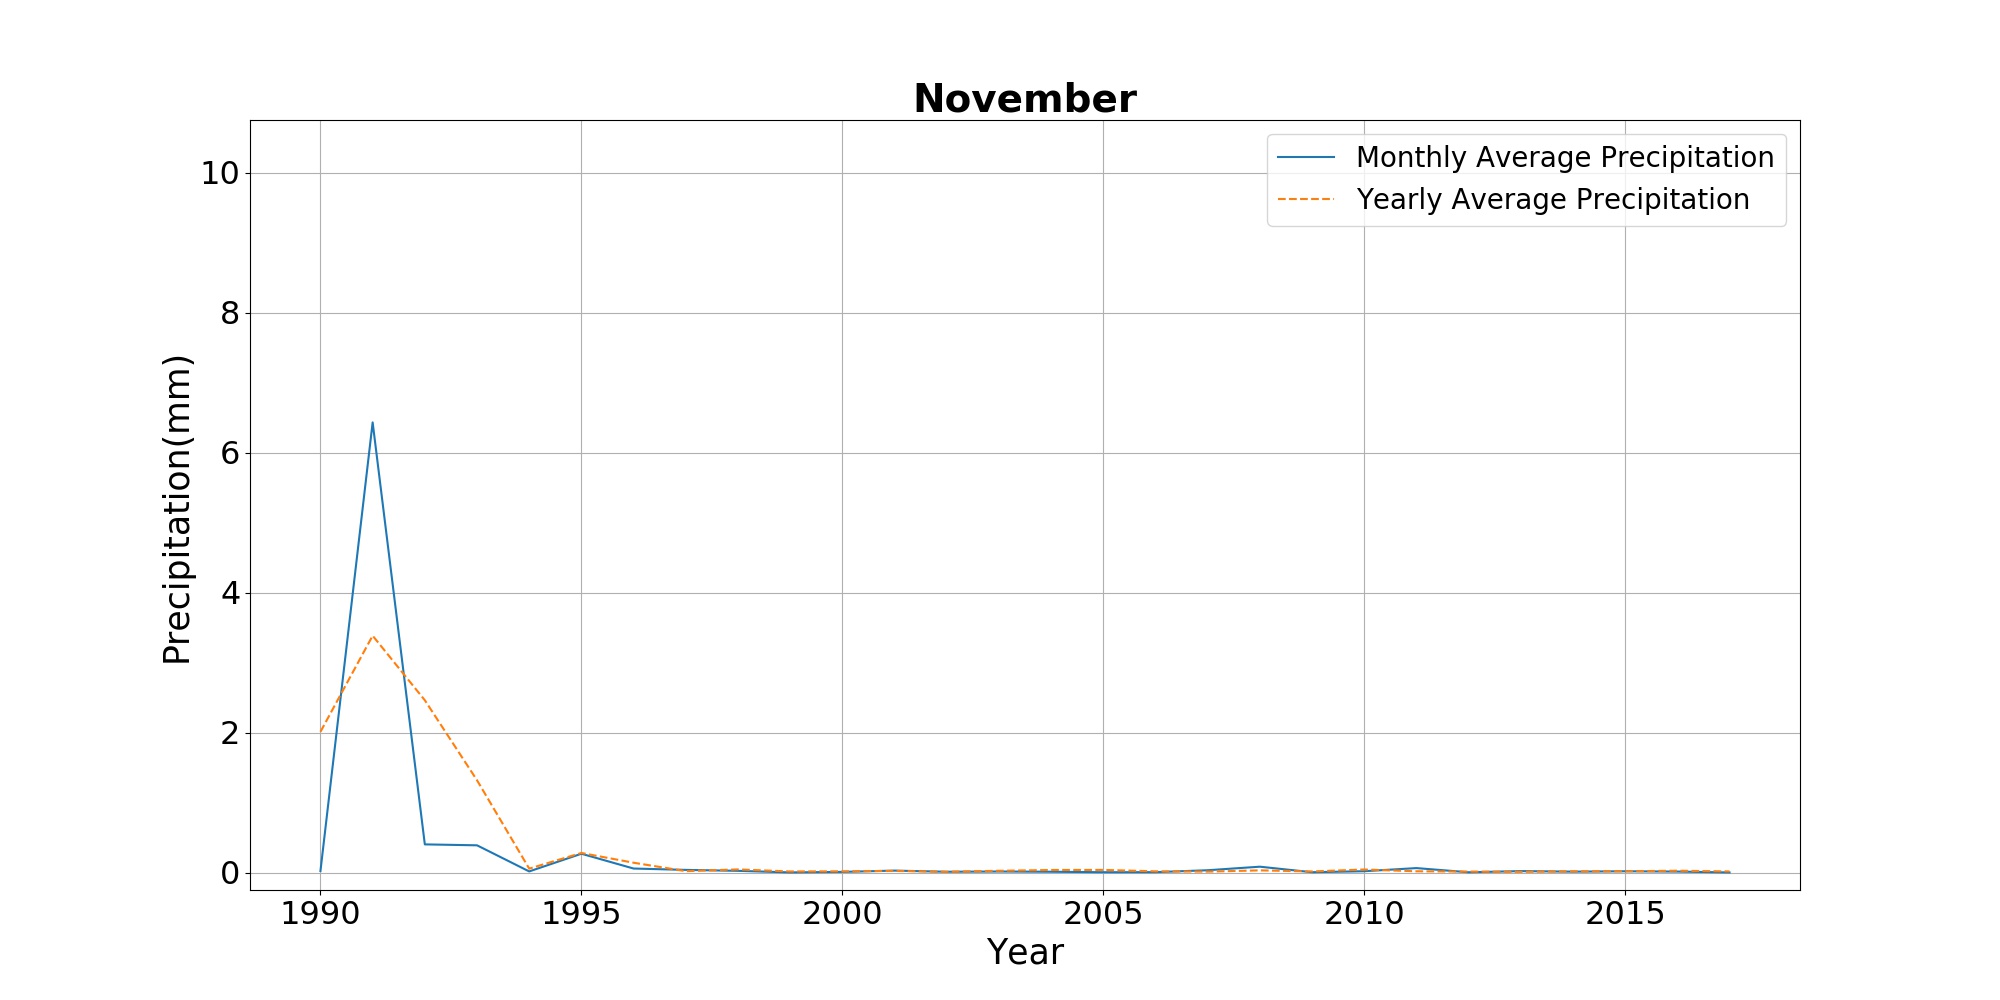 November
Monthly Average Precipitation
Yearly Average Precipitation
Precipitation(mm)
10
8
6
4
2
0
1990 1995 2000 2005 2010 2015
Year